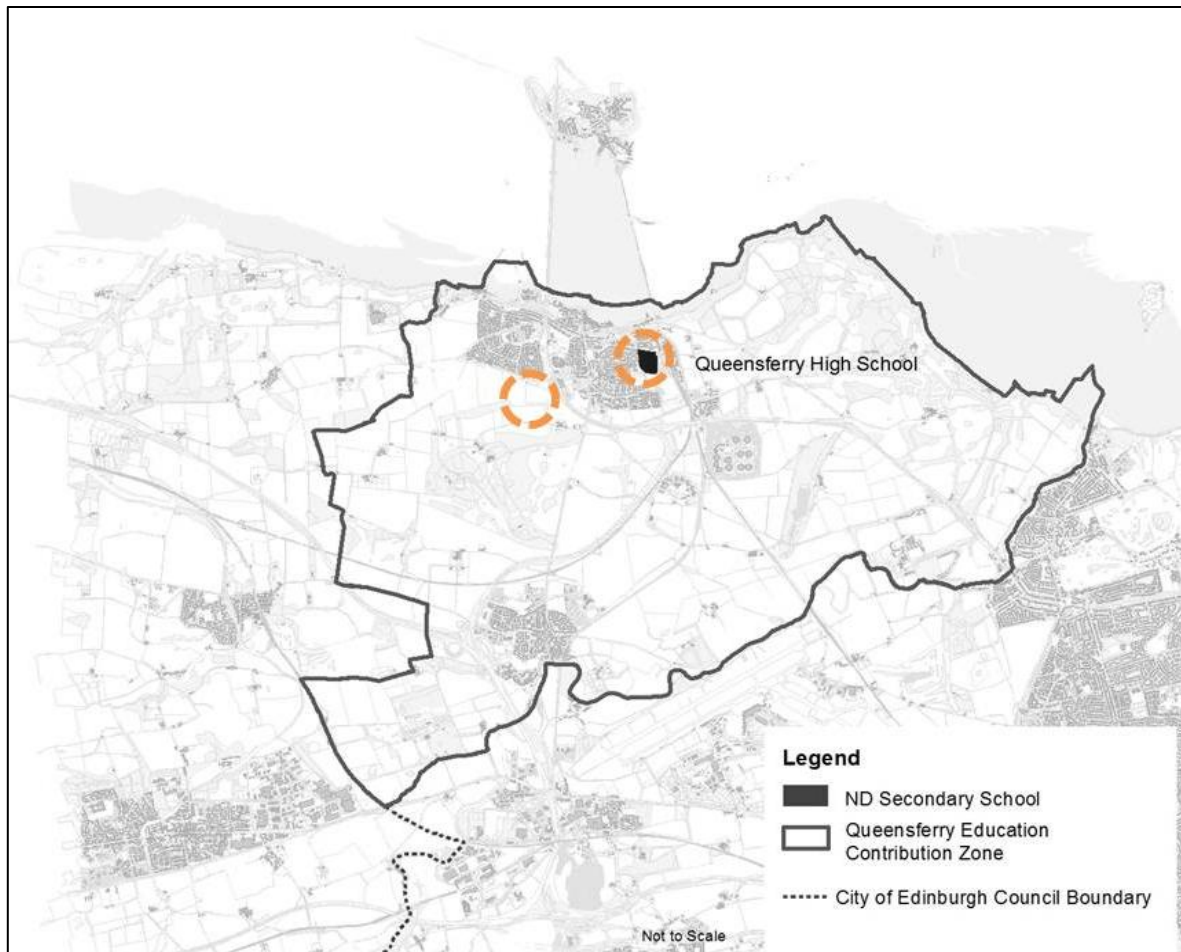 Queensferry High School
Legend
ND Secondary School
Queensferry Education
Contribution Zone
City of Edinburgh Council Boundary
Not to Scale